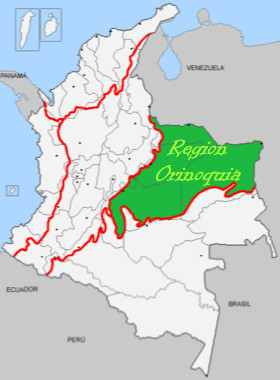 PANAMÁ
VENEZUELA
Region
Orinoquia
ECUADOR
BRASIL
PERÚ